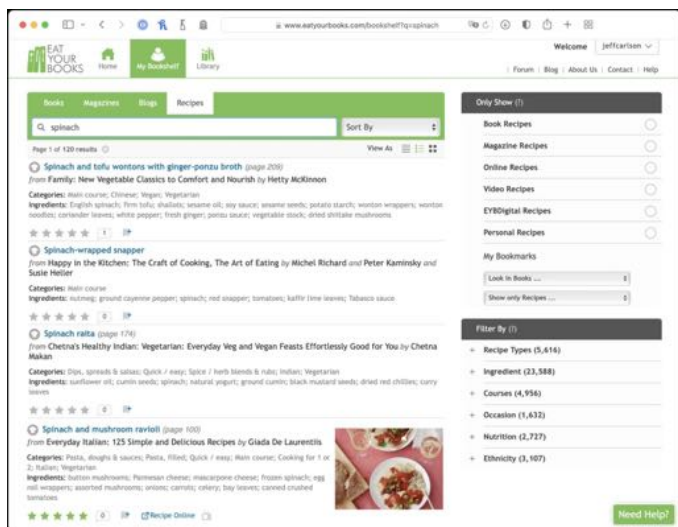 www.eatyourbooks.com/bookshelf?q=spinach
EAT YOUR BOOKS
Home
My Bookshelf
Library
Welcome jeffcarlson
| Forum | Blog | About Us | Contact | Help
Books Magazines Blogs Recipes
spinach
Sort By
Page 1 of 120 results
View As
Spinach and tofu wontons with ginger-ponzu broth (page 209)
from Family: New Vegetable Classics to Comfort and Nourish by Hetty McKinnon
Categories: Main course; Chinese; Vegan; Vegetarian
Ingredients: English spinach; firm tofu; shallots; sesame oil; soy sauce; sesame seeds; potato starch; wonton wrappers; wonton
noodles; coriander leaves; white pepper; fresh ginger; ponzu sauce; vegetable stock; dried shiitake mushrooms
1
Spinach-wrapped snapper
from Happy in the Kitchen: The Craft of Cooking, The Art of Eating by Michel Richard and Peter Kaminsky and
Susie Heller
Categories: Main course
Ingredients: nutmeg; ground cayenne pepper; spinach; red snapper; tomatoes; kaffir lime leaves; Tabasco sauce
0
Spinach raita (page 174)
from Chetna's Healthy Indian: Vegetarian: Everyday Veg and Vegan Feasts Effortlessly Good for You by Chetna
Makan
Categories: Dips, spreads & salsas; Quick / easy; Spice / herb blends & rubs; Indian; Vegetarian
Ingredients: sunflower oil; cumin seeds; spinach; natural yogurt; ground cumin; black mustard seeds; dried red chillies; curry
leaves
0
Spinach and mushroom ravioli (page 100)
from Everyday Italian: 125 Simple and Delicious Recipes by Giada De Laurentiis
Categories: Pasta, doughs & sauces; Pasta, filled; Quick / easy; Main course; Cooking for 1 or
2; Italian; Vegetarian
Ingredients: button mushrooms; Parmesan cheese; mascarpone cheese; frozen spinach; egg
roll wrappers; assorted mushrooms; onions; carrots; celery; bay leaves; canned crushed
tomatoes
0 Recipe Online
Only Show (?)
Book Recipes
Magazine Recipes
Online Recipes
Video Recipes
EYBDigital Recipes
Personal Recipes
My Bookmarks
Look in Books ...
Show only Recipes ...
Filter By (?)
+ Recipe Types (5,616)
+ Ingredient (23,588)
+ Courses (4,956)
+ Occasion (1,632)
+ Nutrition (2,727)
+ Ethnicity (3,107)
Need Help?